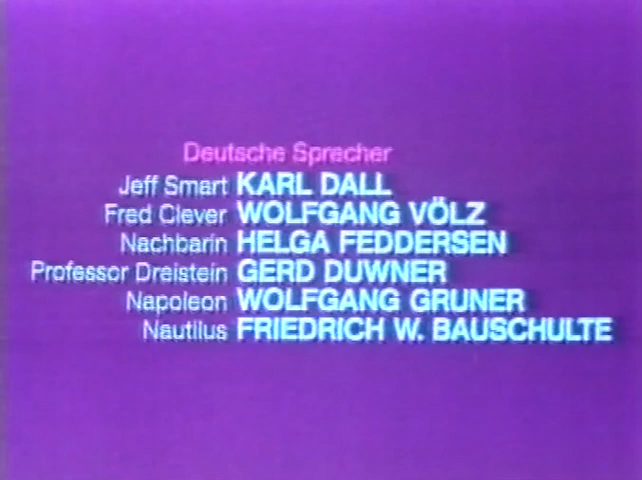 Deutsche Sprecher
Jeff Smart KARL DALL
Fred Clever WOLFGANG VÖLZ
Nachbarin HELGA FEDDERSEN
Professor Dreistein GERD DUWNER
Napoleon WOLFGANG GRUNER
Nautilus FRIEDRICH W. BAUSCHULTE